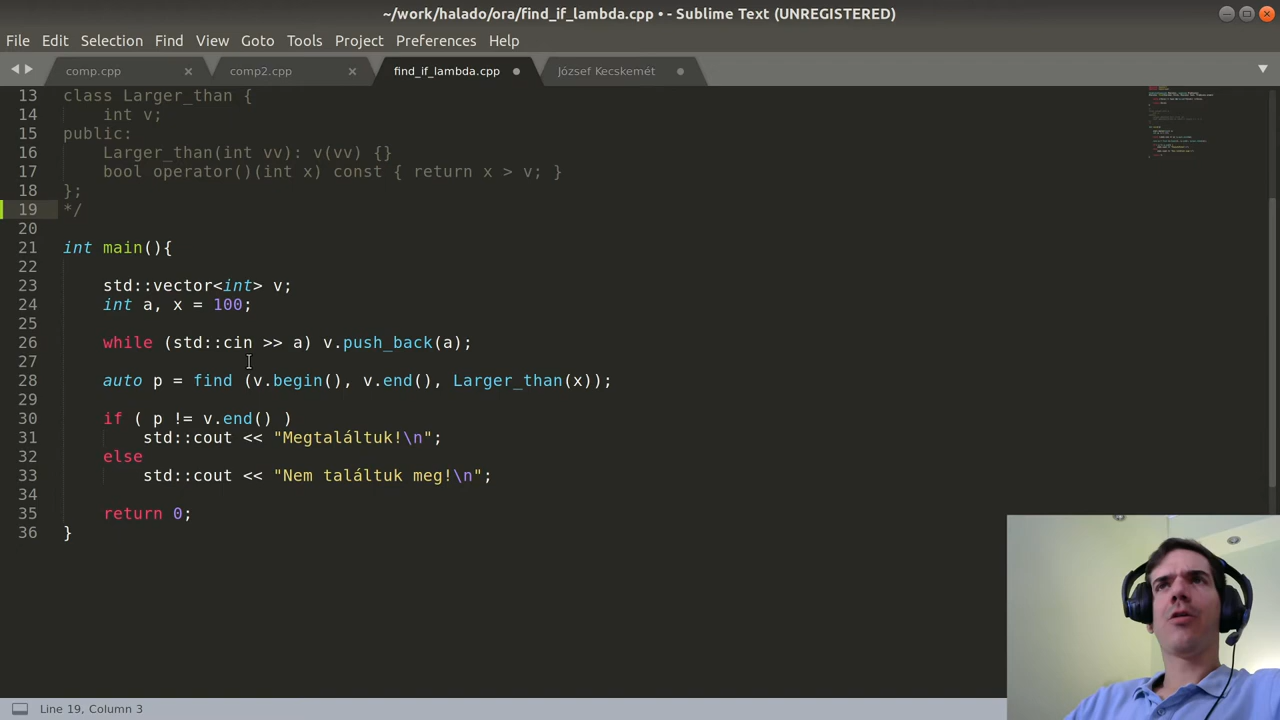 ~/work/halado/ora/find_if_lambda.cpp • - Sublime Text (UNREGISTERED)
File Edit Selection Find View Goto Tools Project Preferences Help
comp.cpp comp2.cpp find_if_lambda.cpp József Kecskemét
13 class Larger_than {
14 int v;
15 public:
16 Larger_than(int vv): v(vv) {}
17 bool operator()(int x) const { return x > v; }
18 };
19 */
20
21 int main(){
22
23 std::vector<int> v;
24 int a, x = 100;
25
26 while (std::cin >> a) v.push_back(a);
27
28 auto p = find (v.begin(), v.end(), Larger_than(x));
29
30 if ( p != v.end() )
31 std::cout << "Megtaláltuk!\n";
32 else
33 std::cout << "Nem találtuk meg!\n";
34
35 return 0;
36 }
Line 19, Column 3